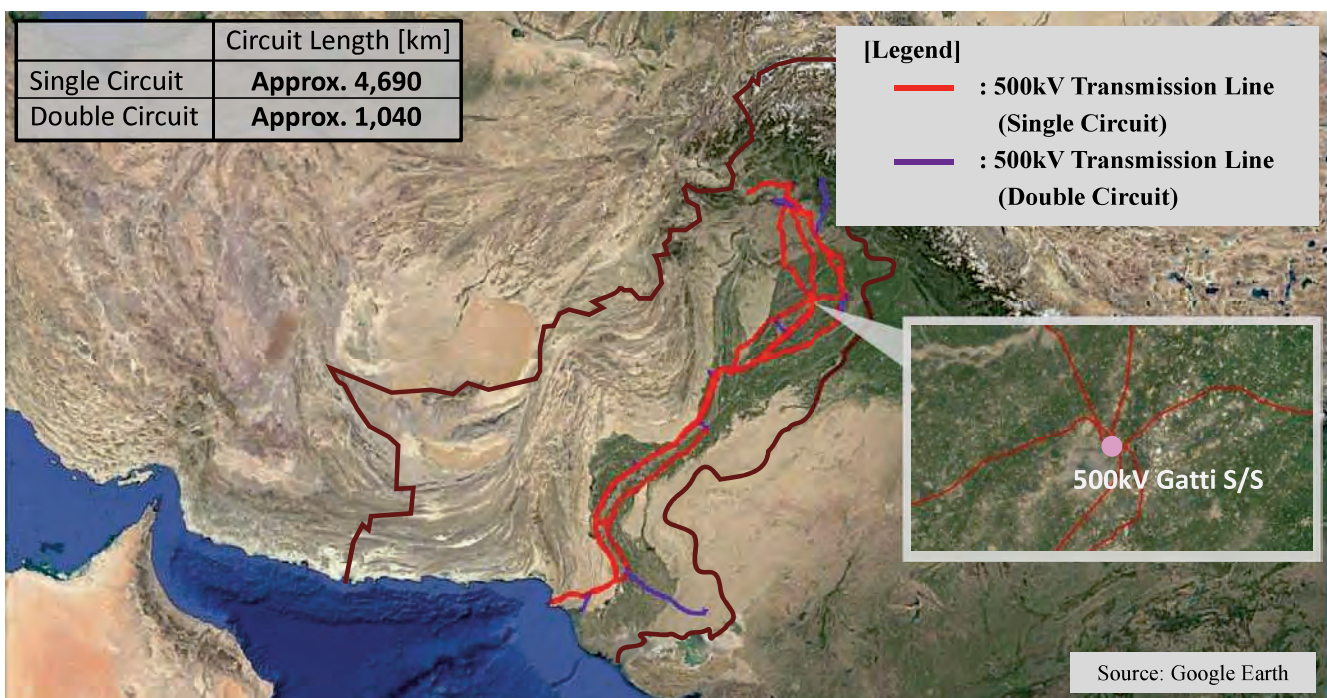 Circuit Length [km]
Single Circuit Approx. 4,690
Double Circuit Approx. 1,040
[Legend]
: 500kV Transmission Line
(Single Circuit)
: 500kV Transmission Line
(Double Circuit)
500kV Gatti S/S
Source: Google Earth